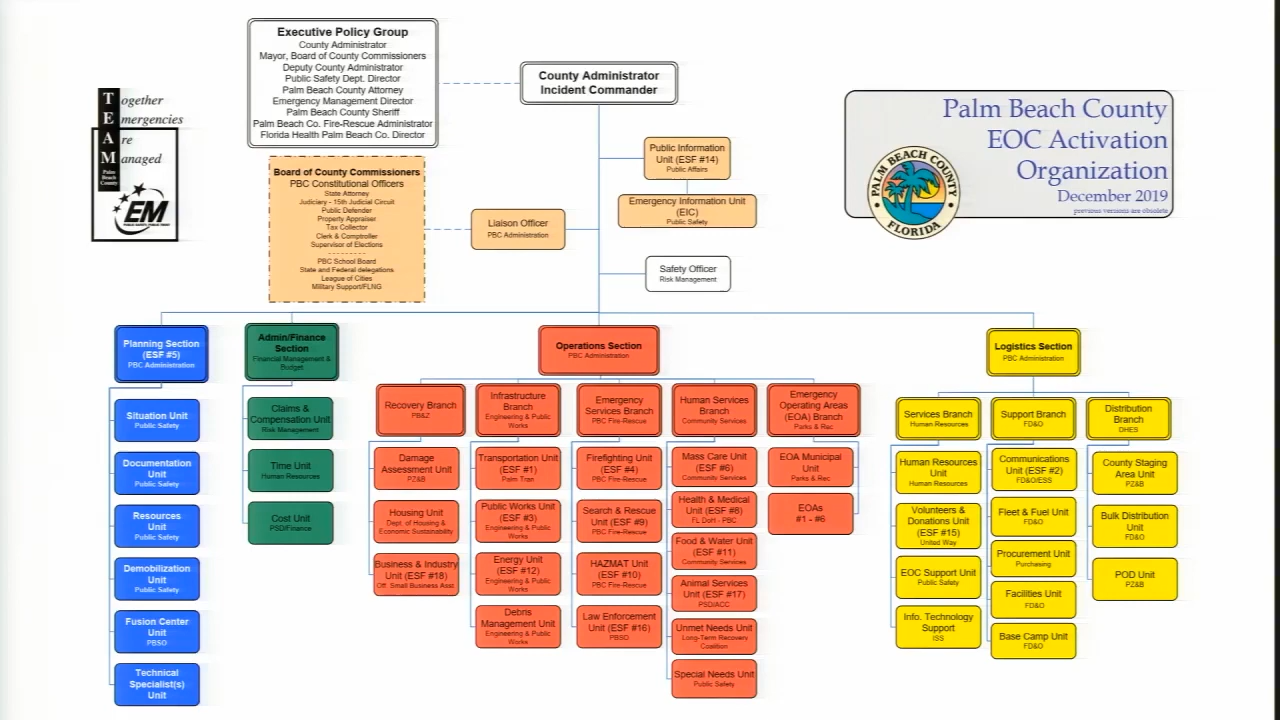 Executive Policy Group
County Administrator
Mayor, Board of County Commissioners
Deputy County Administrator
Public Safety Dept. Director
Palm Beach County Attorney
Emergency Management Director
Palm Beach County Sheriff
Palm Beach Co. Fire-Rescue Administrator
Florida Health Palm Beach Co. Director
County Administrator
Incident Commander
Together
Emergencies
Are
Managed
Palm
Beach
County
EM
Palm Beach County
EOC Activation
Organization
December 2019
previous versions are obsolete
PALM BEACH COUNTY
FLORIDA
Public Information
Unit (ESF #14)
Public Affairs
Emergency Information Unit
(EIC)
Public Safety
Board of County Commissioners
PBC Constitutional Officers
State Attorney
Judiciary - 15th Judicial Circuit
Public Defender
Property Appraiser
Tax Collector
Clerk & Comptroller
Supervisor of Elections
- - - - - - - - -
PBC School Board
State and Federal delegations
League of Cities
Military Support/FLNG
Liaison Officer
PBC Administration
Safety Officer
Risk Management
Planning Section
(ESF #5)
PBC Administration
Situation Unit
Public Safety
Documentation
Unit
Public Safety
Resources
Unit
Public Safety
Demobilization
Unit
Public Safety
Fusion Center
Unit
PBSO
Technical
Specialist(s)
Unit
Admin/Finance
Section
Financial Management &
Budget
Claims &
Compensation Unit
Risk Management
Time Unit
Human Resources
Cost Unit
PSD/Finance
Operations Section
PBC Administration
Recovery Branch
PB&Z
Damage
Assessment Unit
PZ&B
Housing Unit
Dept. of Housing &
Economic Sustainability
Business & Industry
Unit (ESF #18)
Off. Small Business Asst.
Infrastructure
Branch
Engineering & Public
Works
Transportation Unit
(ESF #1)
Palm Tran
Public Works Unit
(ESF #3)
Engineering & Public
Works
Energy Unit
(ESF #12)
Engineering & Public
Works
Debris
Management Unit
Engineering & Public
Works
Emergency
Services Branch
PBC Fire-Rescue
Firefighting Unit
(ESF #4)
PBC Fire-Rescue
Search & Rescue
Unit (ESF #9)
PBC Fire-Rescue
HAZMAT Unit
(ESF #10)
PBC Fire-Rescue
Law Enforcement
Unit (ESF #16)
PBSO
Human Services
Branch
Community Services
Mass Care Unit
(ESF #6)
Community Services
Health & Medical
Unit (ESF #8)
FL DoH - PBC
Food & Water Unit
(ESF #11)
Community Services
Animal Services
Unit (ESF #17)
PSD/ACC
Unmet Needs Unit
Long-Term Recovery
Coalition
Special Needs Unit
Public Safety
Emergency
Operating Areas
(EOA) Branch
Parks & Rec
EOA Municipal
Unit
Parks & Rec
EOAs
#1 - #6
Logistics Section
PBC Administration
Services Branch
Human Resources
Human Resources
Unit
Human Resources
Volunteers &
Donations Unit
(ESF #15)
United Way
EOC Support Unit
Public Safety
Info. Technology
Support
ISS
Support Branch
FD&O
Communications
Unit (ESF #2)
FD&O/ESS
Fleet & Fuel Unit
FD&O
Procurement Unit
Purchasing
Facilities Unit
FD&O
Base Camp Unit
FD&O
Distribution
Branch
OHES
County Staging
Area Unit
PZ&B
Bulk Distribution
Unit
FD&O
POD Unit
PZ&B